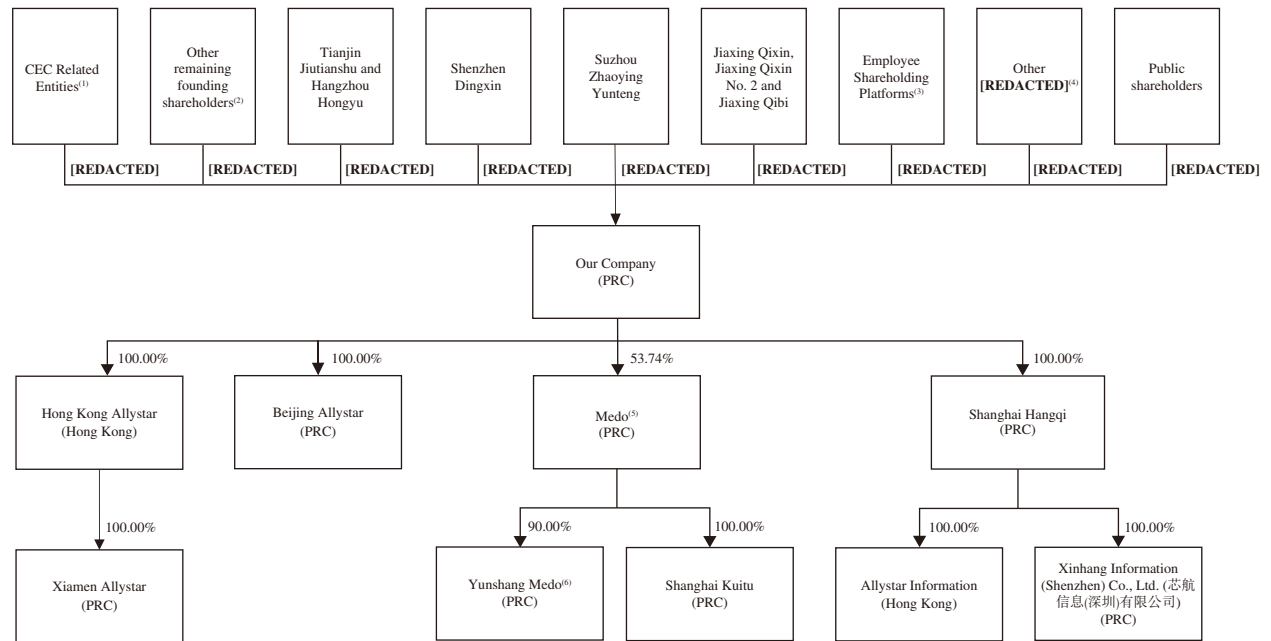 CEC Related
Entities(1)
Other
remaining
founding
shareholders(2)
Tianjin
Jiutianshu and
Hangzhou
Hongyu
Shenzhen
Dingxin
Suzhou
Zhaoying
Yunteng
Jiaxing Qixin,
Jiaxing Qixin
No. 2 and
Jiaxing Qibi
Employee
Shareholding
Platforms(3)
Other
[REDACTED](4)
Public
shareholders
[REDACTED]
[REDACTED]
[REDACTED]
[REDACTED]
[REDACTED]
[REDACTED]
[REDACTED]
[REDACTED]
[REDACTED]
Our Company
(PRC)
100.00%
100.00%
53.74%
100.00%
Hong Kong Allystar
(Hong Kong)
Beijing Allystar
(PRC)
Medo(5)
(PRC)
Shanghai Hangqi
(PRC)
100.00%
90.00%
100.00%
100.00%
100.00%
Xiamen Allystar
(PRC)
Yunshang Medo(6)
(PRC)
Shanghai Kuitu
(PRC)
Allystar Information
(Hong Kong)
Xinhang Information
(Shenzhen) Co., Ltd. (芯航
信息(深圳)有限公司)
(PRC)